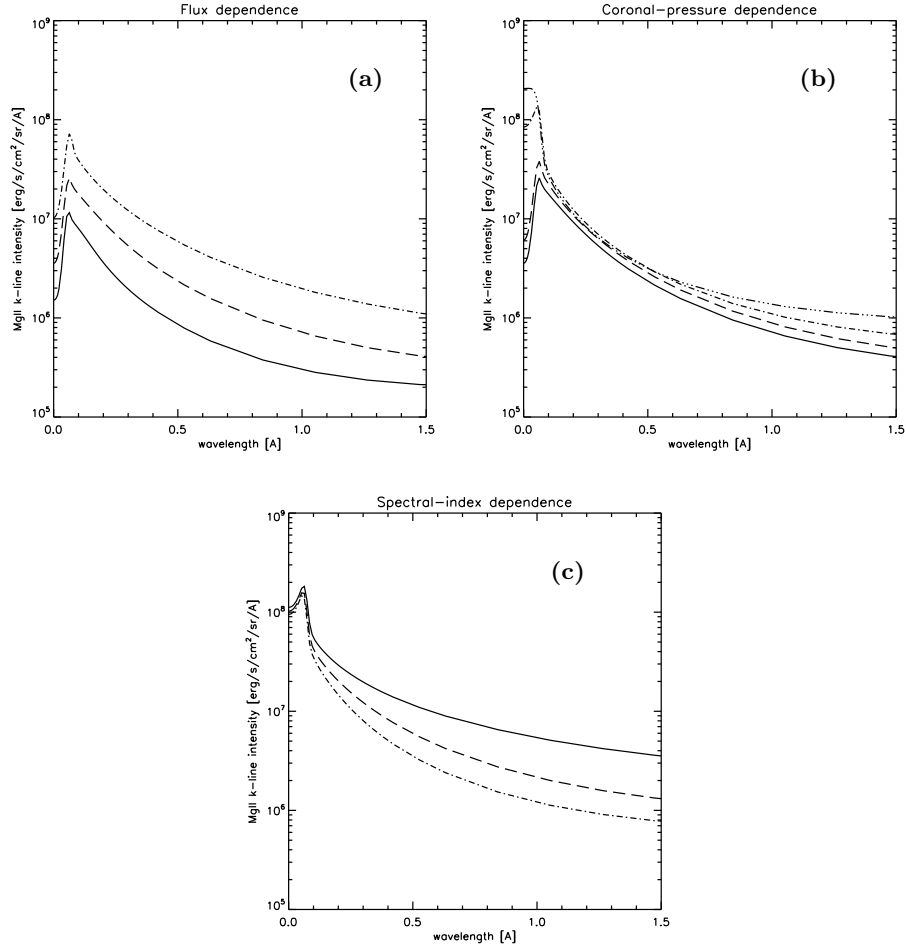 Flux dependence
(a)
MgII k-line intensity [erg/s/cm²/sr/A]
10⁹
10⁸
10⁷
10⁶
10⁵
0.0 0.5 1.0 1.5
wavelength [A]
Coronal-pressure dependence
(b)
MgII k-line intensity [erg/s/cm²/sr/A]
10⁹
10⁸
10⁷
10⁶
10⁵
0.0 0.5 1.0 1.5
wavelength [A]
Spectral-index dependence
(c)
MgII k-line intensity [erg/s/cm²/sr/A]
10⁹
10⁸
10⁷
10⁶
10⁵
0.0 0.5 1.0 1.5
wavelength [A]